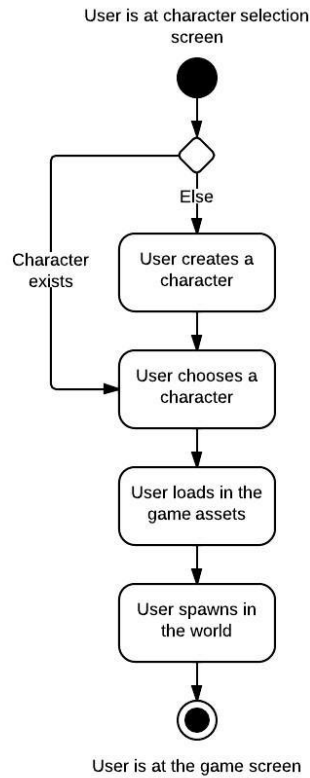 User is at character selection
screen
Else
Character
exists
User creates a
character
User chooses a
character
User loads in the
game assets
User spawns in
the world
User is at the game screen